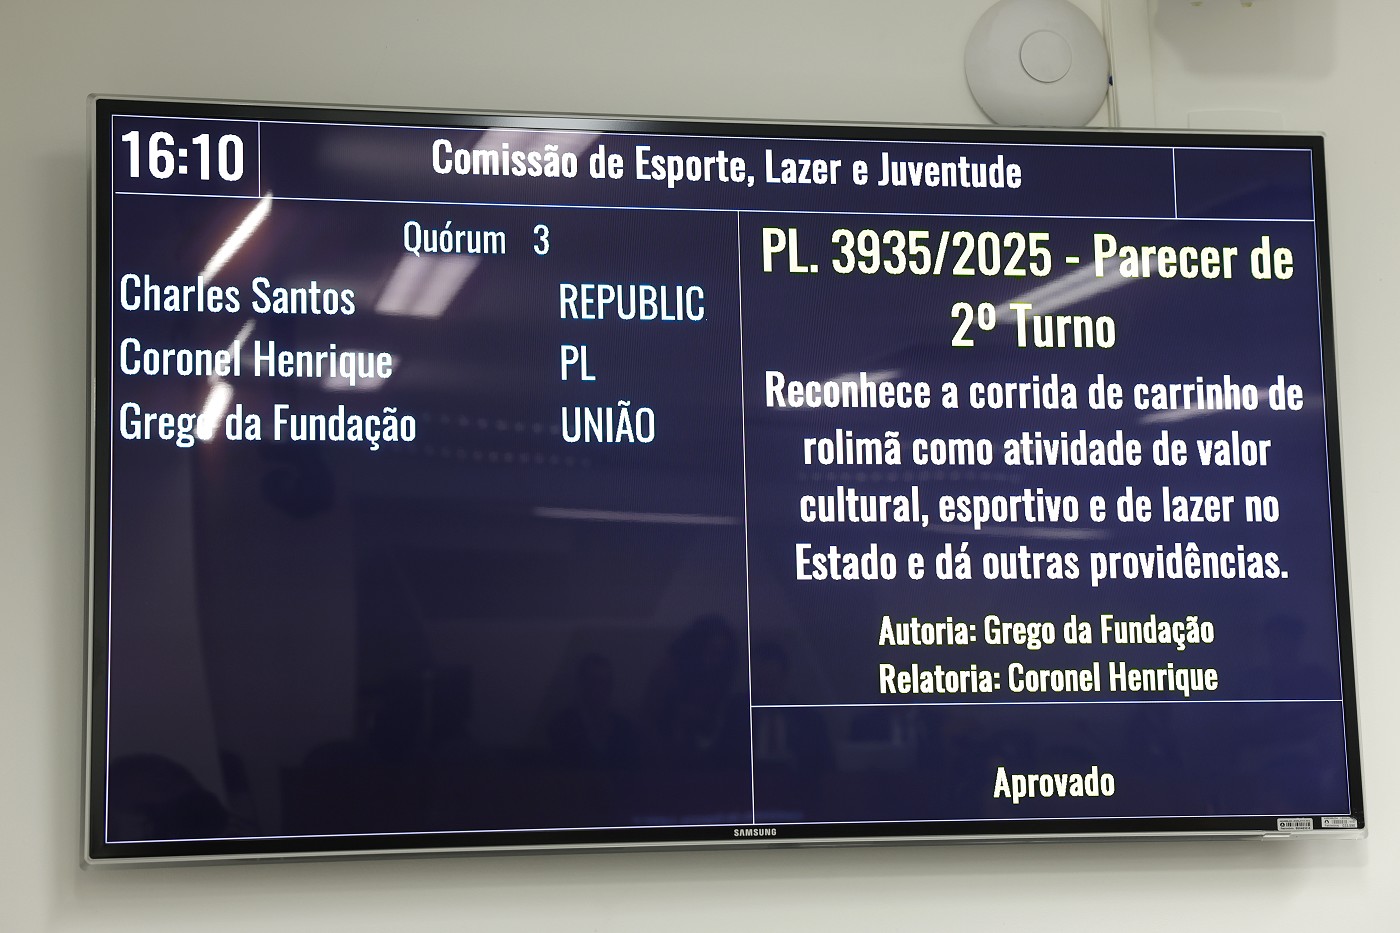 16:10
Comissão de Esporte, Lazer e Juventude
Quórum 3
Charles Santos REPUBLIC
Coronel Henrique PL
Grego da Fundação UNIÃO
PL. 3935/2025 - Parecer de
2º Turno
Reconhece a corrida de carrinho de
rolimã como atividade de valor
cultural, esportivo e de lazer no
Estado e dá outras providências.
Autoria: Grego da Fundação
Relatoria: Coronel Henrique
Aprovado
SAMSUNG